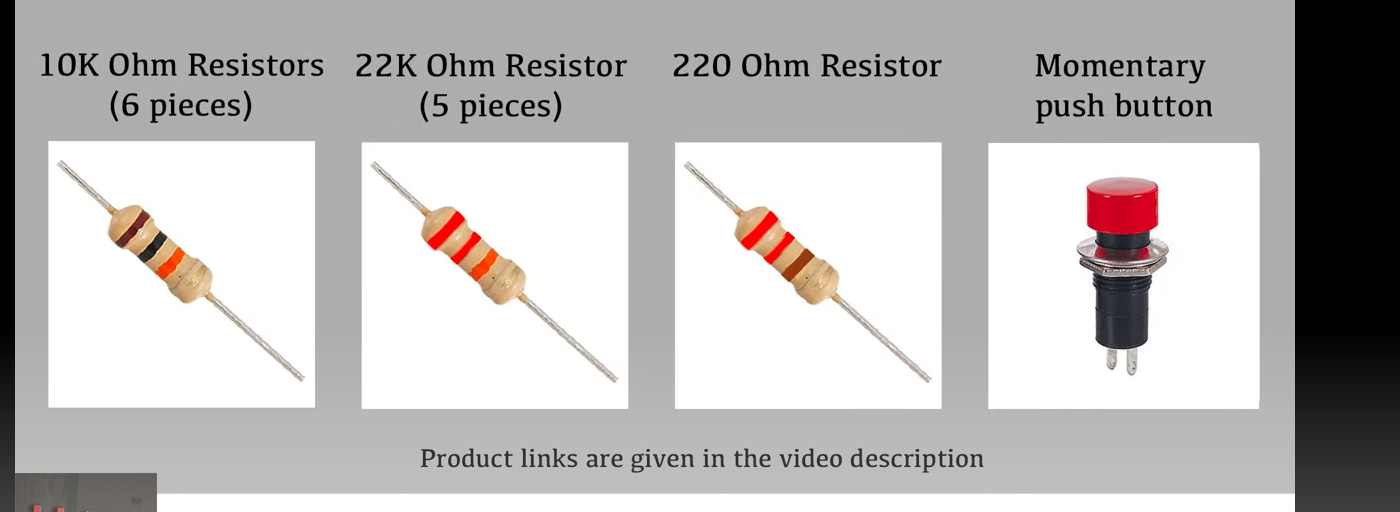 10K Ohm Resistors
(6 pieces)
22K Ohm Resistor
(5 pieces)
220 Ohm Resistor
Momentary
push button
Product links are given in the video description